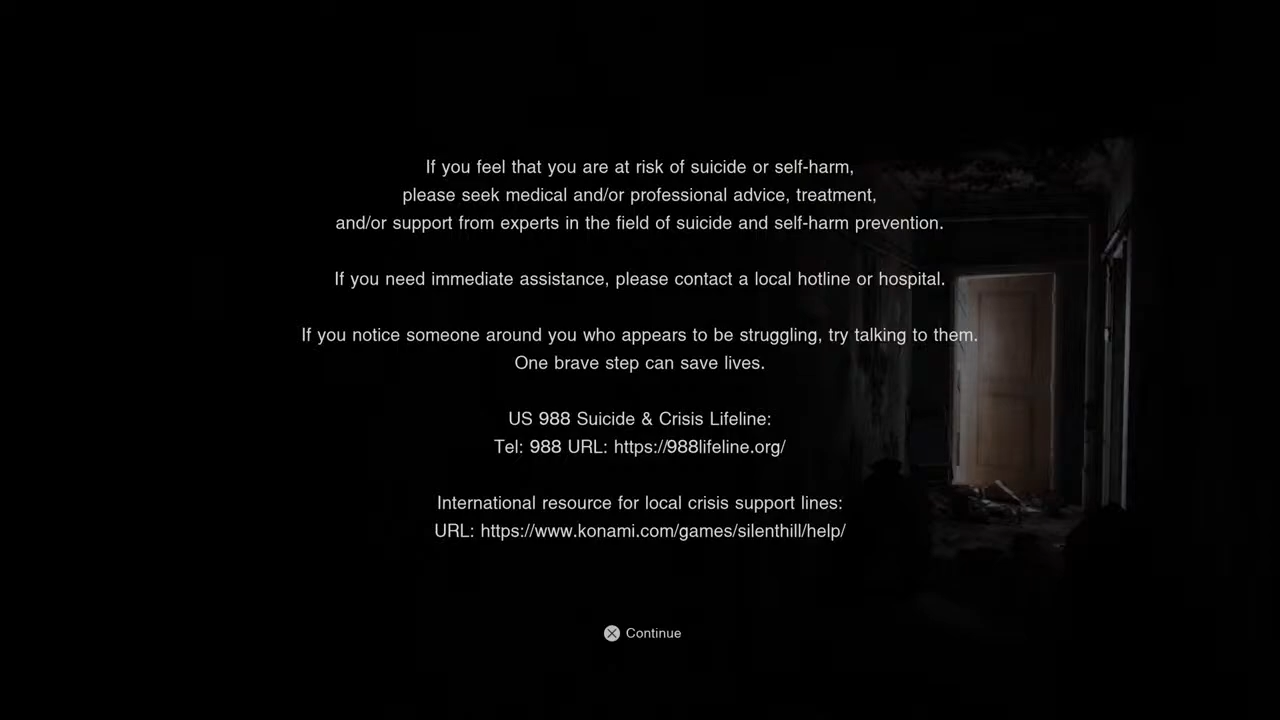 If you feel that you are at risk of suicide or self-harm,
please seek medical and/or professional advice, treatment,
and/or support from experts in the field of suicide and self-harm prevention.
If you need immediate assistance, please contact a local hotline or hospital.
If you notice someone around you who appears to be struggling, try talking to them.
One brave step can save lives.
US 988 Suicide & Crisis Lifeline:
Tel: 988 URL: https://988lifeline.org/
International resource for local crisis support lines:
URL: https://www.konami.com/games/silenthill/help/
Continue